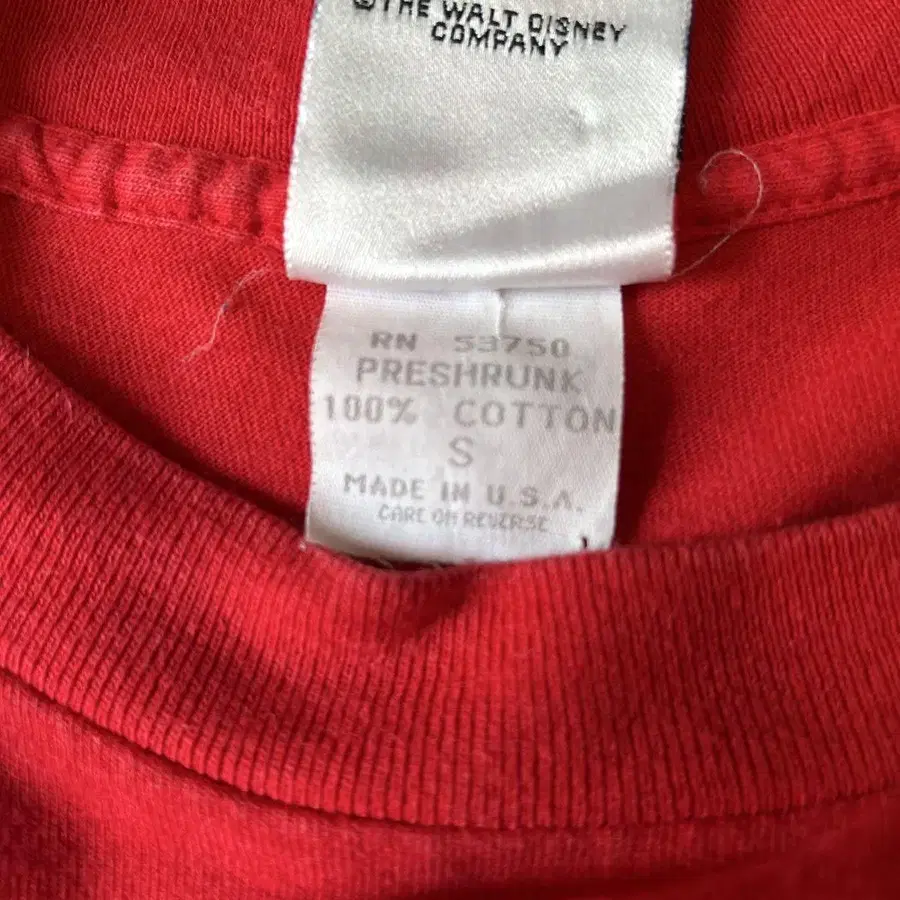 ©THE WALT DISNEY
COMPANY
RN 53750
PRESHRUNK
100% COTTON
S
MADE IN U.S.A.
CARE ON REVERSE